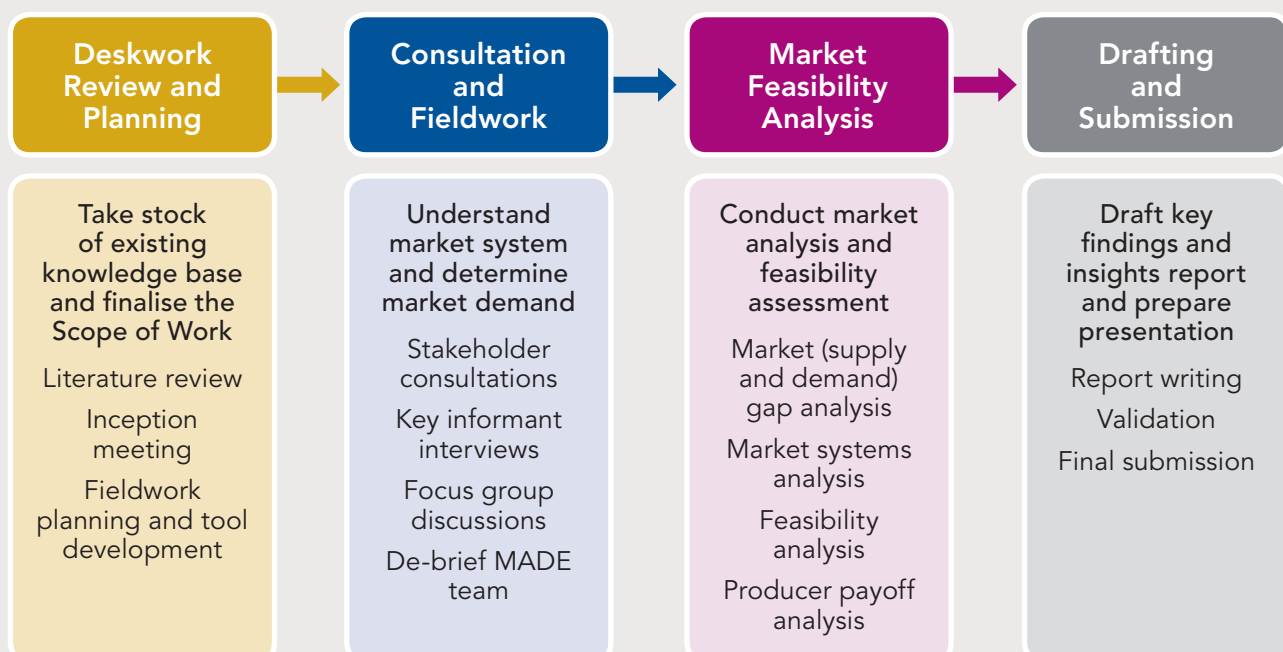 Deskwork
Review and
Planning
Consultation
and
Fieldwork
Market
Feasibility
Analysis
Drafting
and
Submission
Take stock
of existing
knowledge base
and finalise the
Scope of Work
Literature review
Inception
meeting
Fieldwork
planning and tool
development
Understand
market system
and determine
market demand
Stakeholder
consultations
Key informant
interviews
Focus group
discussions
De-brief MADE
team
Conduct market
analysis and
feasibility
assessment
Market (supply
and demand)
gap analysis
Market systems
analysis
Feasibility
analysis
Producer payoff
analysis
Draft key
findings and
insights report
and prepare
presentation
Report writing
Validation
Final submission